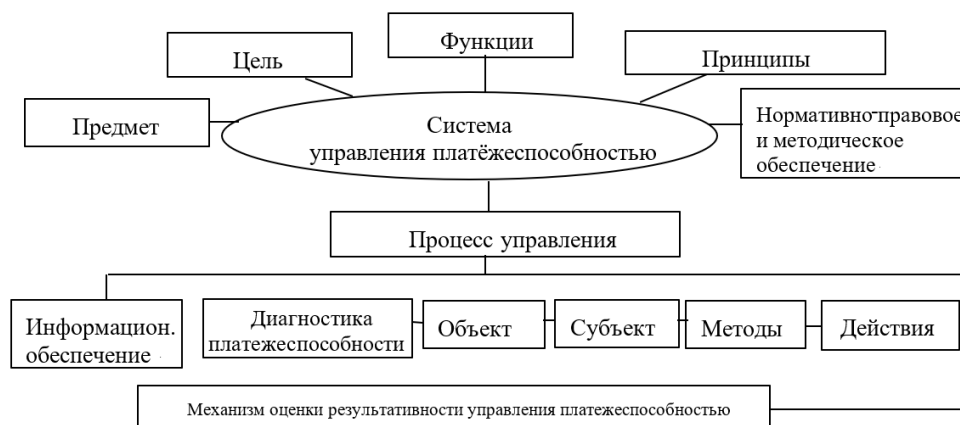 Функции
Цель
Принципы
Предмет
Система
управления платёжеспособностью
Нормативно-правовое
и методическое
обеспечение
Процесс управления
Информацион.
обеспечение
Диагностика
платежеспособности
Объект
Субъект
Методы
Действия
Механизм оценки результативности управления платежеспособностью